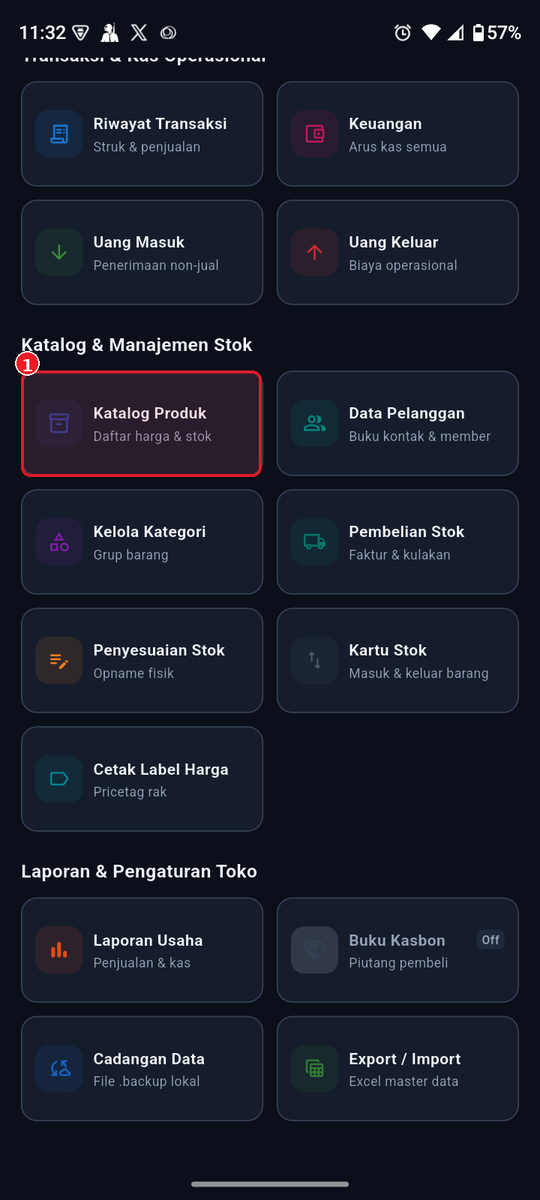 11:32
57%
Transaksi & Kas Operasional
Riwayat Transaksi
Struk & penjualan
Keuangan
Arus kas semua
Uang Masuk
Penerimaan non-jual
Uang Keluar
Biaya operasional
Katalog & Manajemen Stok
1
Katalog Produk
Daftar harga & stok
Data Pelanggan
Buku kontak & member
Kelola Kategori
Grup barang
Pembelian Stok
Faktur & kulakan
Penyesuaian Stok
Opname fisik
Kartu Stok
Masuk & keluar barang
Cetak Label Harga
Pricetag rak
Laporan & Pengaturan Toko
Laporan Usaha
Penjualan & kas
Buku Kasbon
Off
Piutang pembeli
Cadangan Data
File .backup lokal
Export / Import
Excel master data